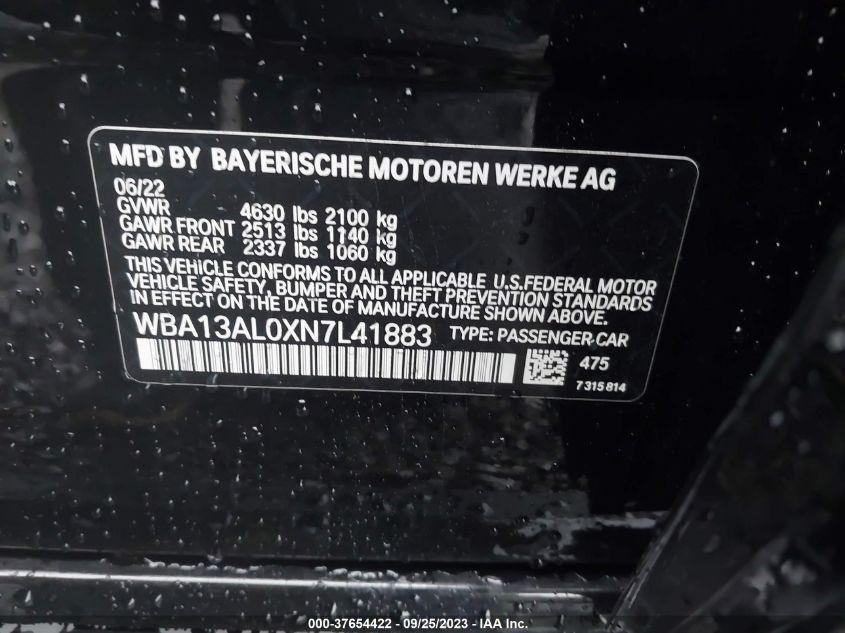 MFD BY BAYERISCHE MOTOREN WERKE AG
06/22
GVWR 4630 lbs 2100 kg
GAWR FRONT 2513 lbs 1140 kg
GAWR REAR 2337 lbs 1060 kg
THIS VEHICLE CONFORMS TO ALL APPLICABLE U.S.FEDERAL MOTOR
VEHICLE SAFETY, BUMPER AND THEFT PREVENTION STANDARDS
IN EFFECT ON THE DATE OF MANUFACTURE SHOWN ABOVE.
WBA13AL0XN7L41883 TYPE: PASSENGER CAR
475
7315814
000-37654422 - 09/25/2023 - IAA Inc.